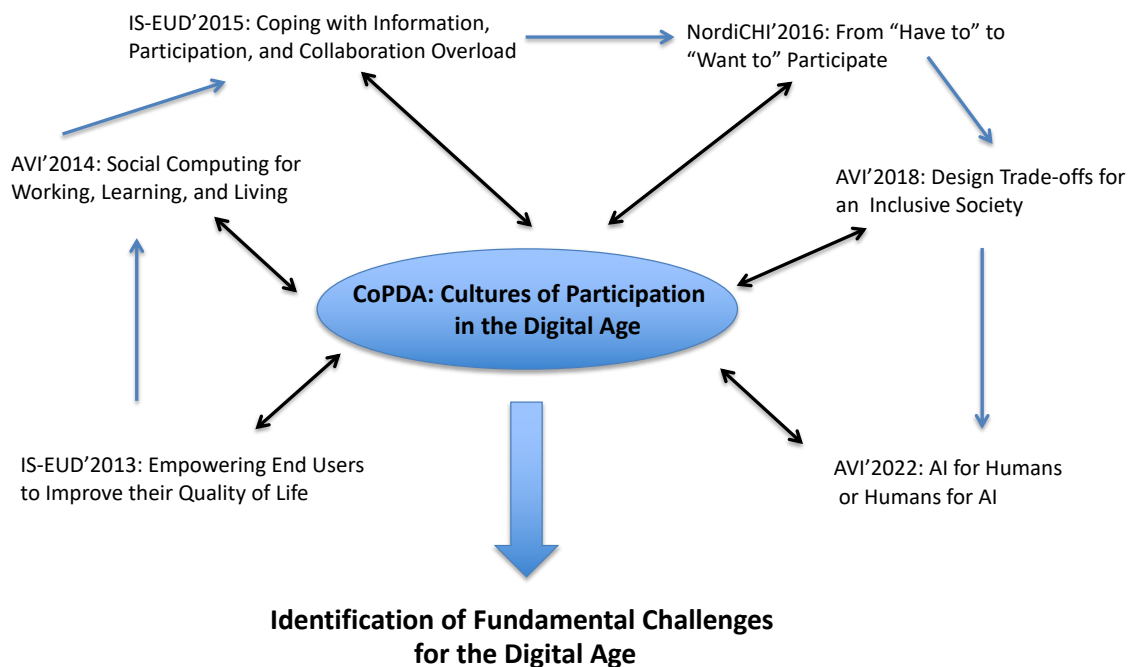 IS-EUD’2015: Coping with Information,
Participation, and Collaboration Overload
NordiCHI’2016: From “Have to” to
“Want to” Participate
AVI’2014: Social Computing for
Working, Learning, and Living
AVI’2018: Design Trade-offs for
an Inclusive Society
CoPDA: Cultures of Participation
in the Digital Age
IS-EUD’2013: Empowering End Users
to Improve their Quality of Life
AVI’2022: AI for Humans
or Humans for AI
Identification of Fundamental Challenges
for the Digital Age